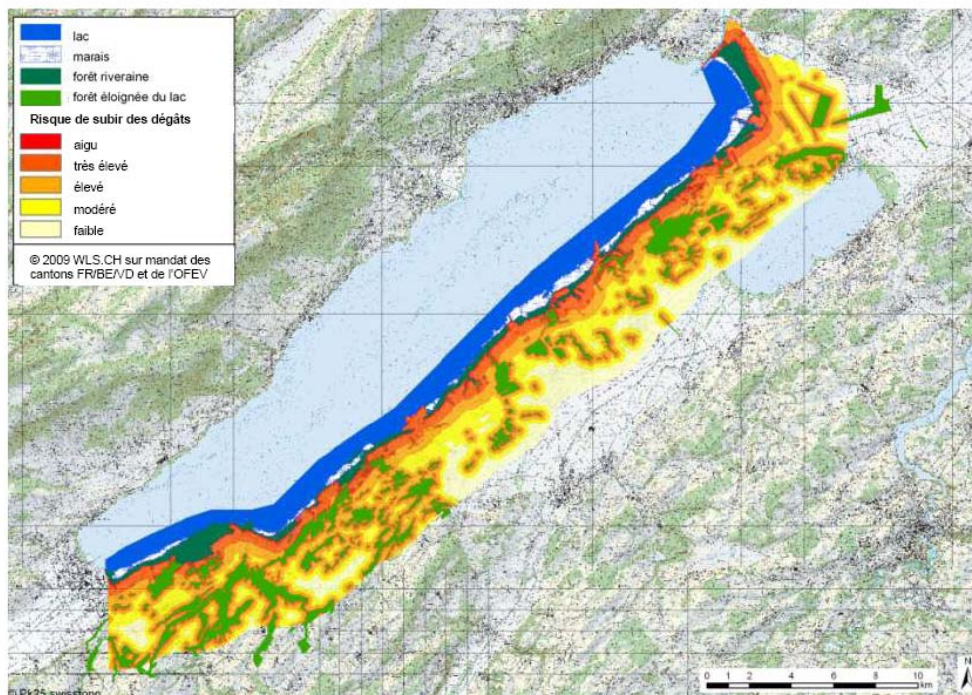 lac
marais
forêt riveraine
forêt éloignée du lac
Risque de subir des dégâts
aigu
très élevé
élevé
modéré
faible
© 2009 WLS.CH sur mandat des
cantons FR/BE/VD et de l'OFEV
N
0 2 4 6 8 10
km
© Pk25 swisstopo